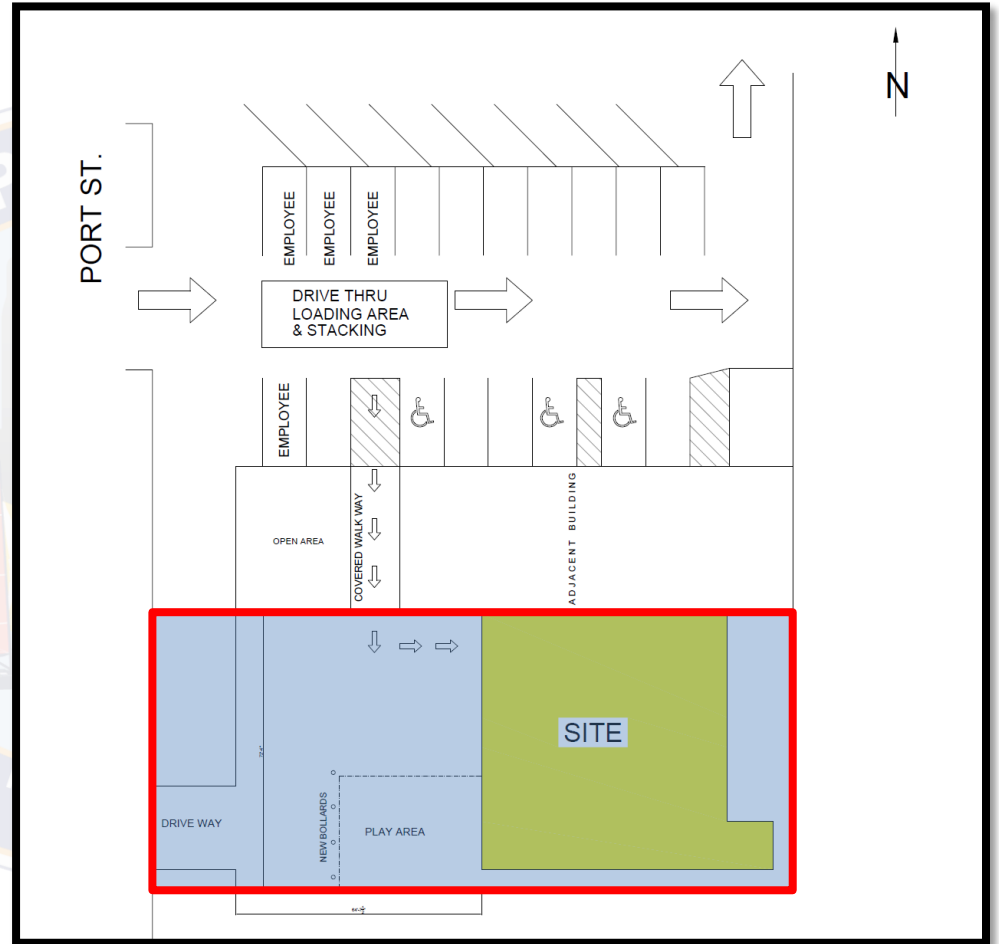 N
PORT ST.
EMPLOYEE
EMPLOYEE
EMPLOYEE
DRIVE THRU
LOADING AREA
& STACKING
EMPLOYEE
OPEN AREA
COVERED WALK WAY
ADJACENT BUILDING
SITE
DRIVE WAY
NEW BOLLARDS
PLAY AREA